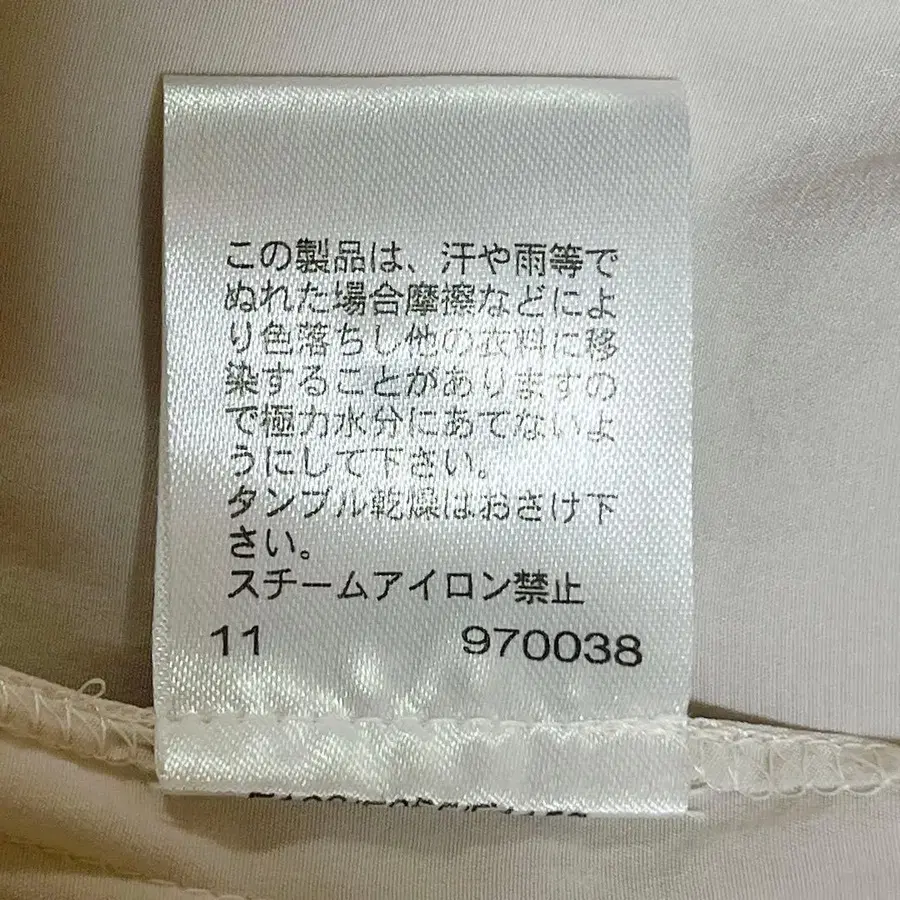 この製品は、汗や雨等で
ぬれた場合摩擦などによ
り色落ちし他の衣料に移
染することがありますの
で極力水分にあてないよ
うにして下さい。
タンブル乾燥はおさけ下
さい。
スチームアイロン禁止
11 970038